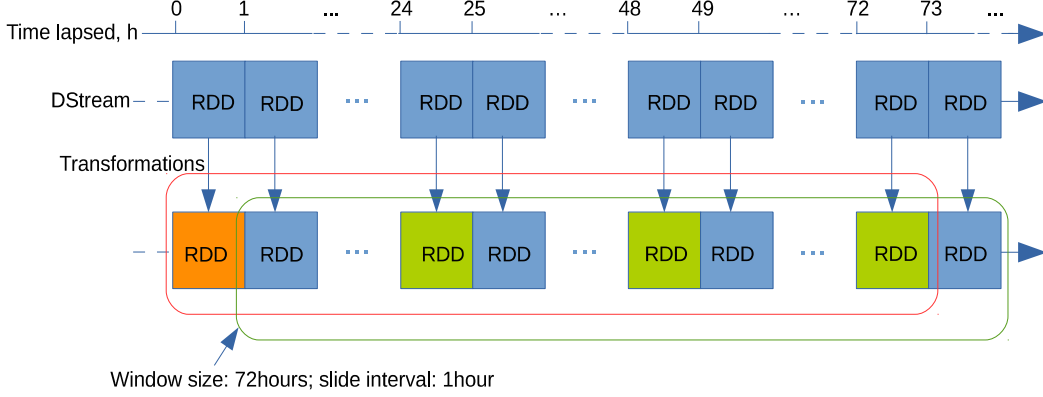 0 1 ... 24 25 ... 48 49 ... 72 73 ...
Time lapsed, h
DStream RDD RDD ... RDD RDD ... RDD RDD ... RDD RDD
Transformations
RDD RDD ... RDD RDD ... RDD RDD ... RDD RDD
Window size: 72hours; slide interval: 1hour